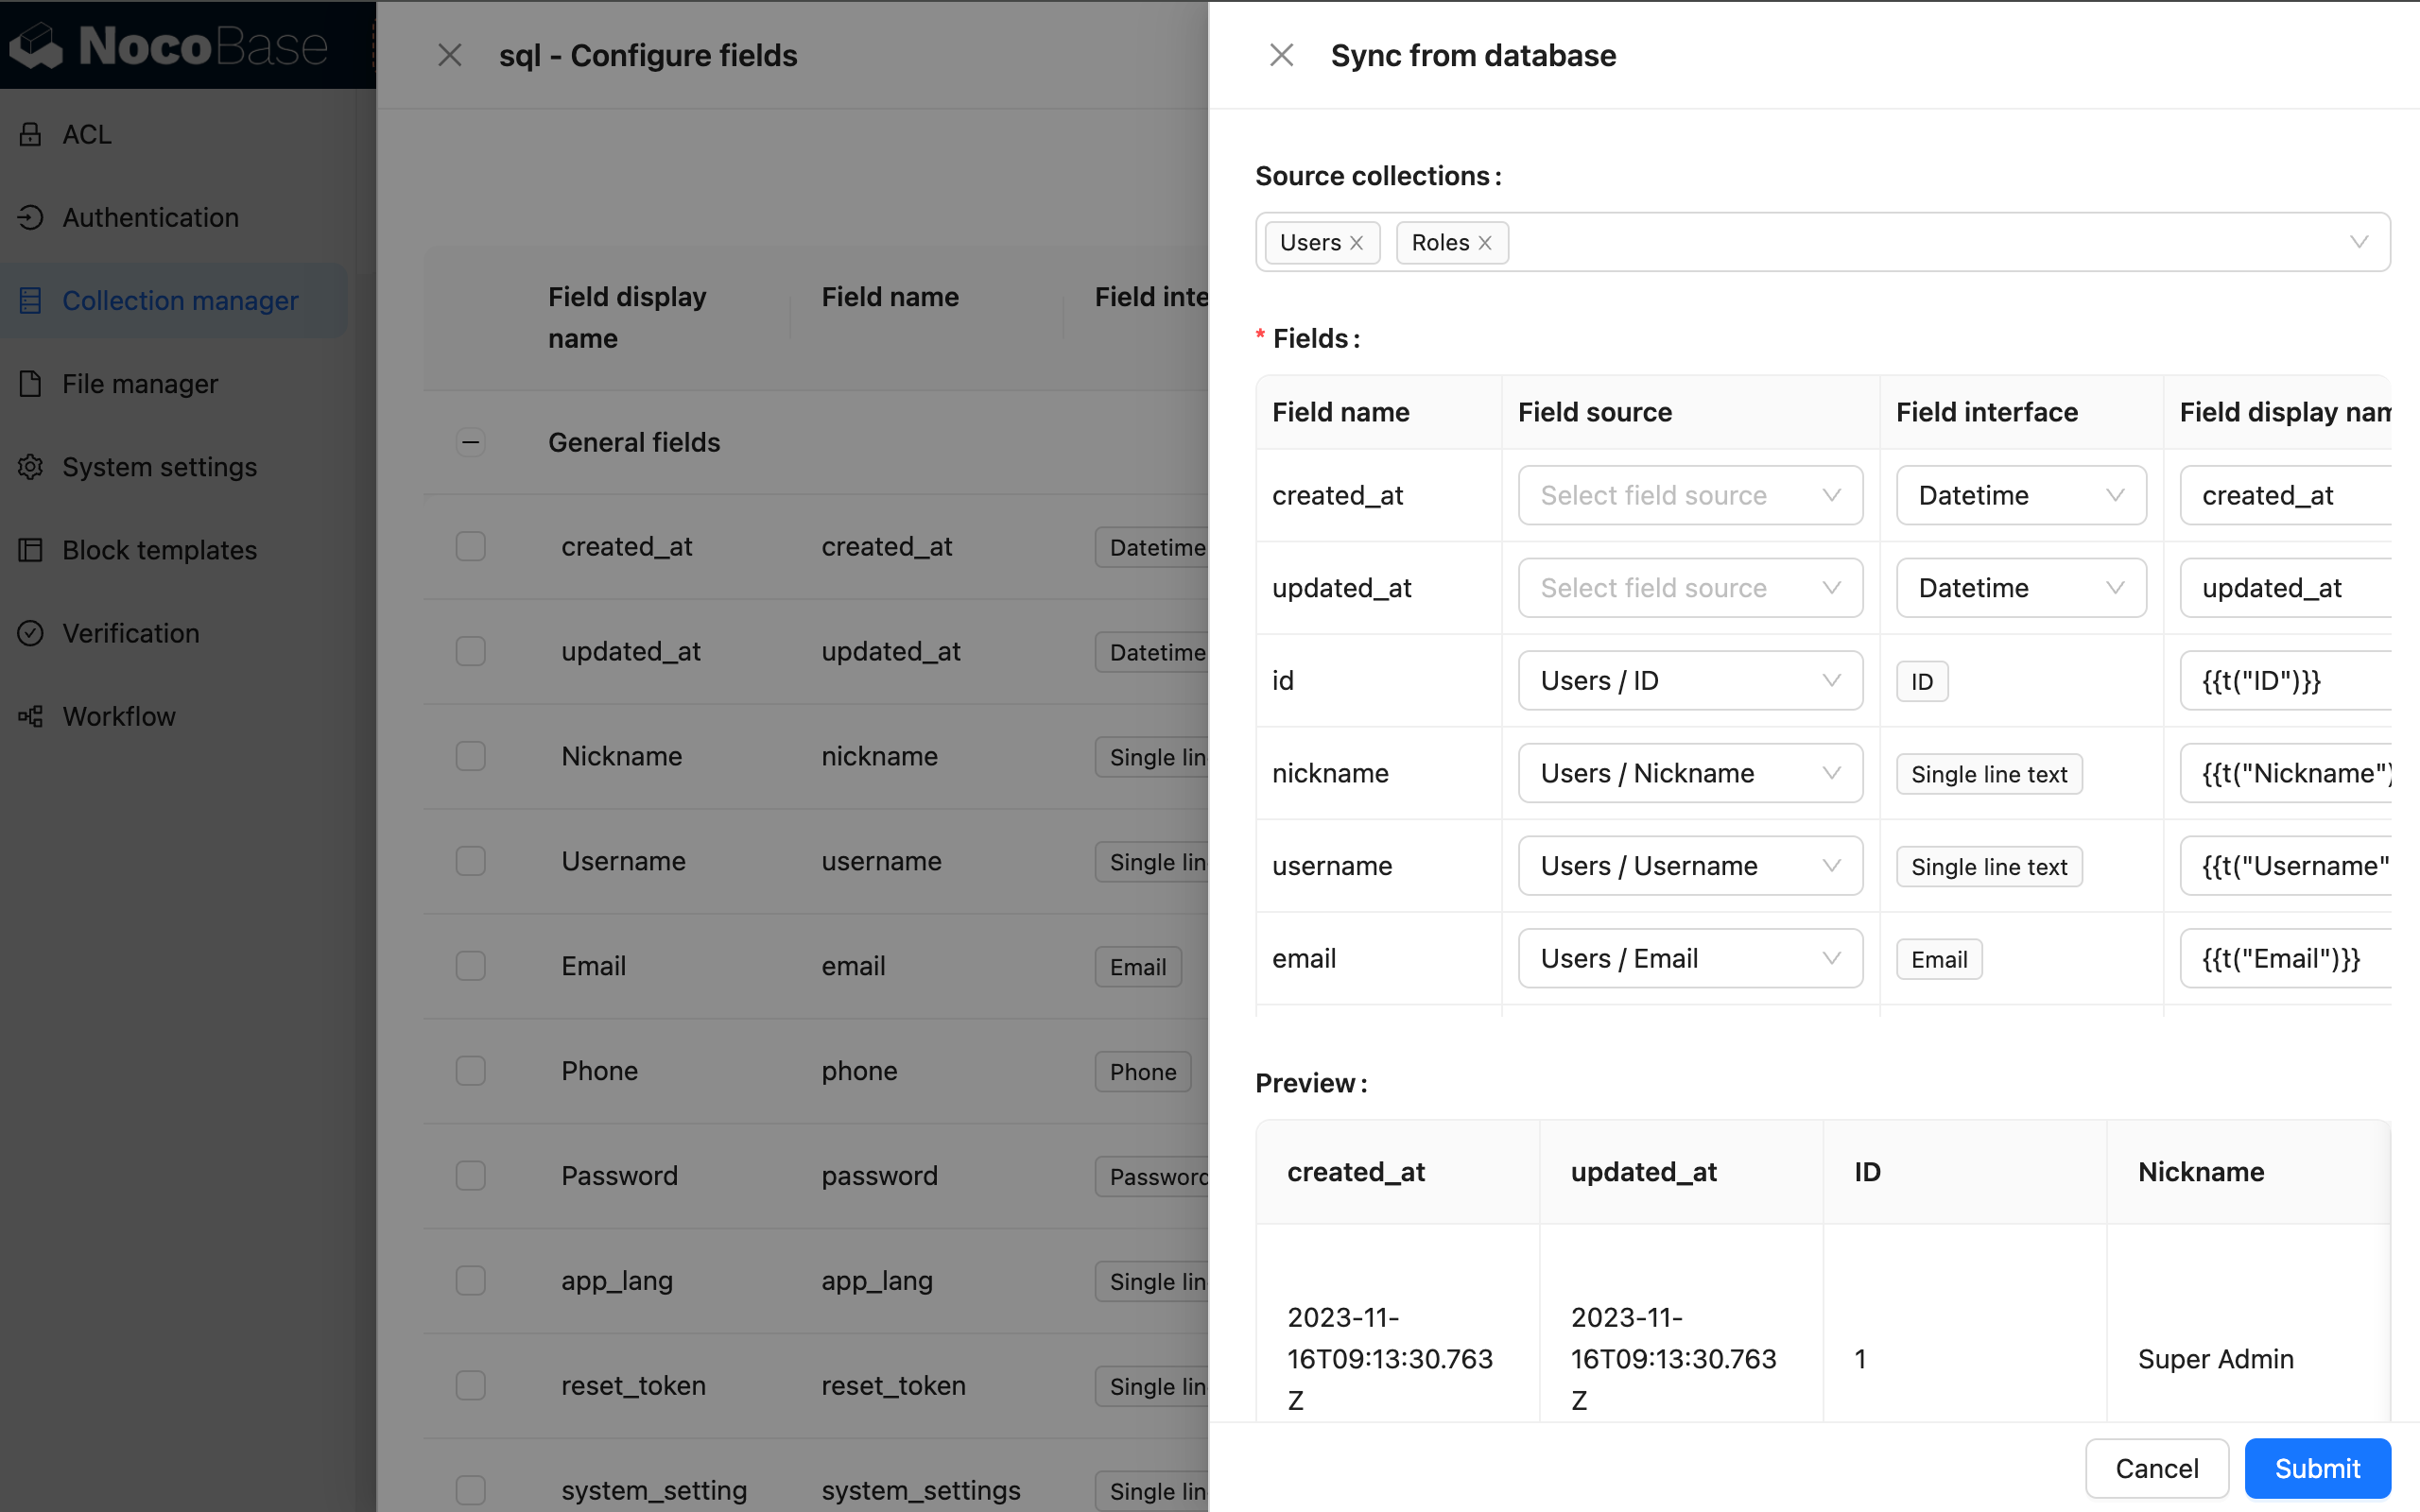 NocoBase
ACL
Authentication
Collection manager
File manager
System settings
Block templates
Verification
Workflow
sql - Configure fields
Field display name
Field name
Field inte
General fields
created_at created_at Datetime
updated_at updated_at Datetime
Nickname nickname Single lin
Username username Single lin
Email email Email
Phone phone Phone
Password password Password
app_lang app_lang Single lin
reset_token reset_token Single lin
system_setting system_settings Single lin
Sync from database
Source collections:
Users Roles
* Fields:
Field name Field source Field interface Field display nam
created_at Select field source Datetime created_at
updated_at Select field source Datetime updated_at
id Users / ID ID {{t("ID")}}
nickname Users / Nickname Single line text {{t("Nickname")
username Users / Username Single line text {{t("Username"
email Users / Email Email {{t("Email")}}
Preview:
created_at updated_at ID Nickname
2023-11-16T09:13:30.763Z 2023-11-16T09:13:30.763Z 1 Super Admin
Cancel Submit